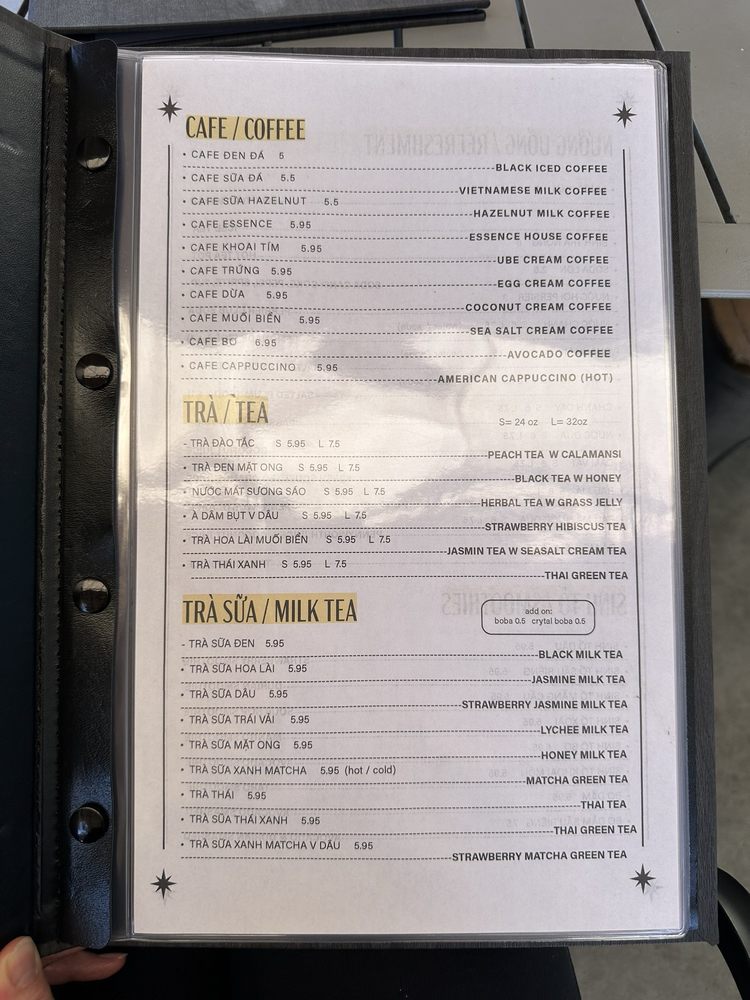 CAFE / COFFEE
• CAFE ĐEN ĐÁ 5
BLACK ICED COFFEE
• CAFE SỮA ĐÁ 5.5
VIETNAMESE MILK COFFEE
• CAFE SỮA HAZELNUT 5.5
HAZELNUT MILK COFFEE
• CAFE ESSENCE 5.95
ESSENCE HOUSE COFFEE
• CAFE KHOAI TÍM 5.95
UBE CREAM COFFEE
• CAFE TRỨNG 5.95
EGG CREAM COFFEE
• CAFE DỪA 5.95
COCONUT CREAM COFFEE
• CAFE MUỐI BIỂN 5.95
SEA SALT CREAM COFFEE
• CAFE BƠ 6.95
AVOCADO COFFEE
• CAFE CAPPUCCINO 5.95
AMERICAN CAPPUCCINO (HOT)
TRÀ / TEA
S= 24 oz L= 32oz
- TRÀ ĐÀO TẮC S 5.95 L 7.5
PEACH TEA W CALAMANSI
• TRÀ ĐEN MẬT ONG S 5.95 L 7.5
BLACK TEA W HONEY
• NƯỚC MÁT SƯƠNG SÁO S 5.95 L 7.5
HERBAL TEA W GRASS JELLY
• À DÂM BỤT V DÂU S 5.95 L 7.5
STRAWBERRY HIBISCUS TEA
• TRÀ HOA LÀI MUỐI BIỂN S 5.95 L 7.5
JASMIN TEA W SEASALT CREAM TEA
• TRÀ THÁI XANH S 5.95 L 7.5
THAI GREEN TEA
TRÀ SỮA / MILK TEA
add on:
boba 0.5 crytal boba 0.5
- TRÀ SỮA ĐEN 5.95
BLACK MILK TEA
• TRÀ SỮA HOA LÀI 5.95
JASMINE MILK TEA
• TRÀ SỮA DÂU 5.95
STRAWBERRY JASMINE MILK TEA
• TRÀ SỮA TRÁI VẢI 5.95
LYCHEE MILK TEA
• TRÀ SỮA MẬT ONG 5.95
HONEY MILK TEA
• TRÀ SỮA XANH MATCHA 5.95 (hot / cold)
MATCHA GREEN TEA
• TRÀ THÁI 5.95
THAI TEA
• TRÀ SỮA THÁI XANH 5.95
THAI GREEN TEA
• TRÀ SỮA XANH MATCHA V DÂU 5.95
STRAWBERRY MATCHA GREEN TEA